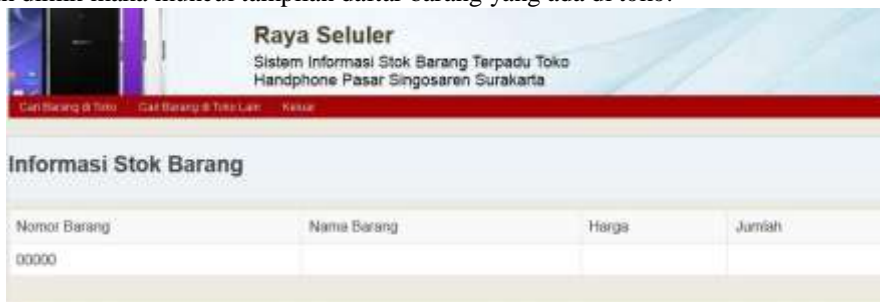 Raya Seluler
Sistem Informasi Stok Barang Terpadu Toko
Handphone Pasar Singosaren Surakarta
Cari Barang di Toko Cari Barang di Toko Lain Keluar
Informasi Stok Barang
Nomor Barang Nama Barang Harga Jumlah
00000